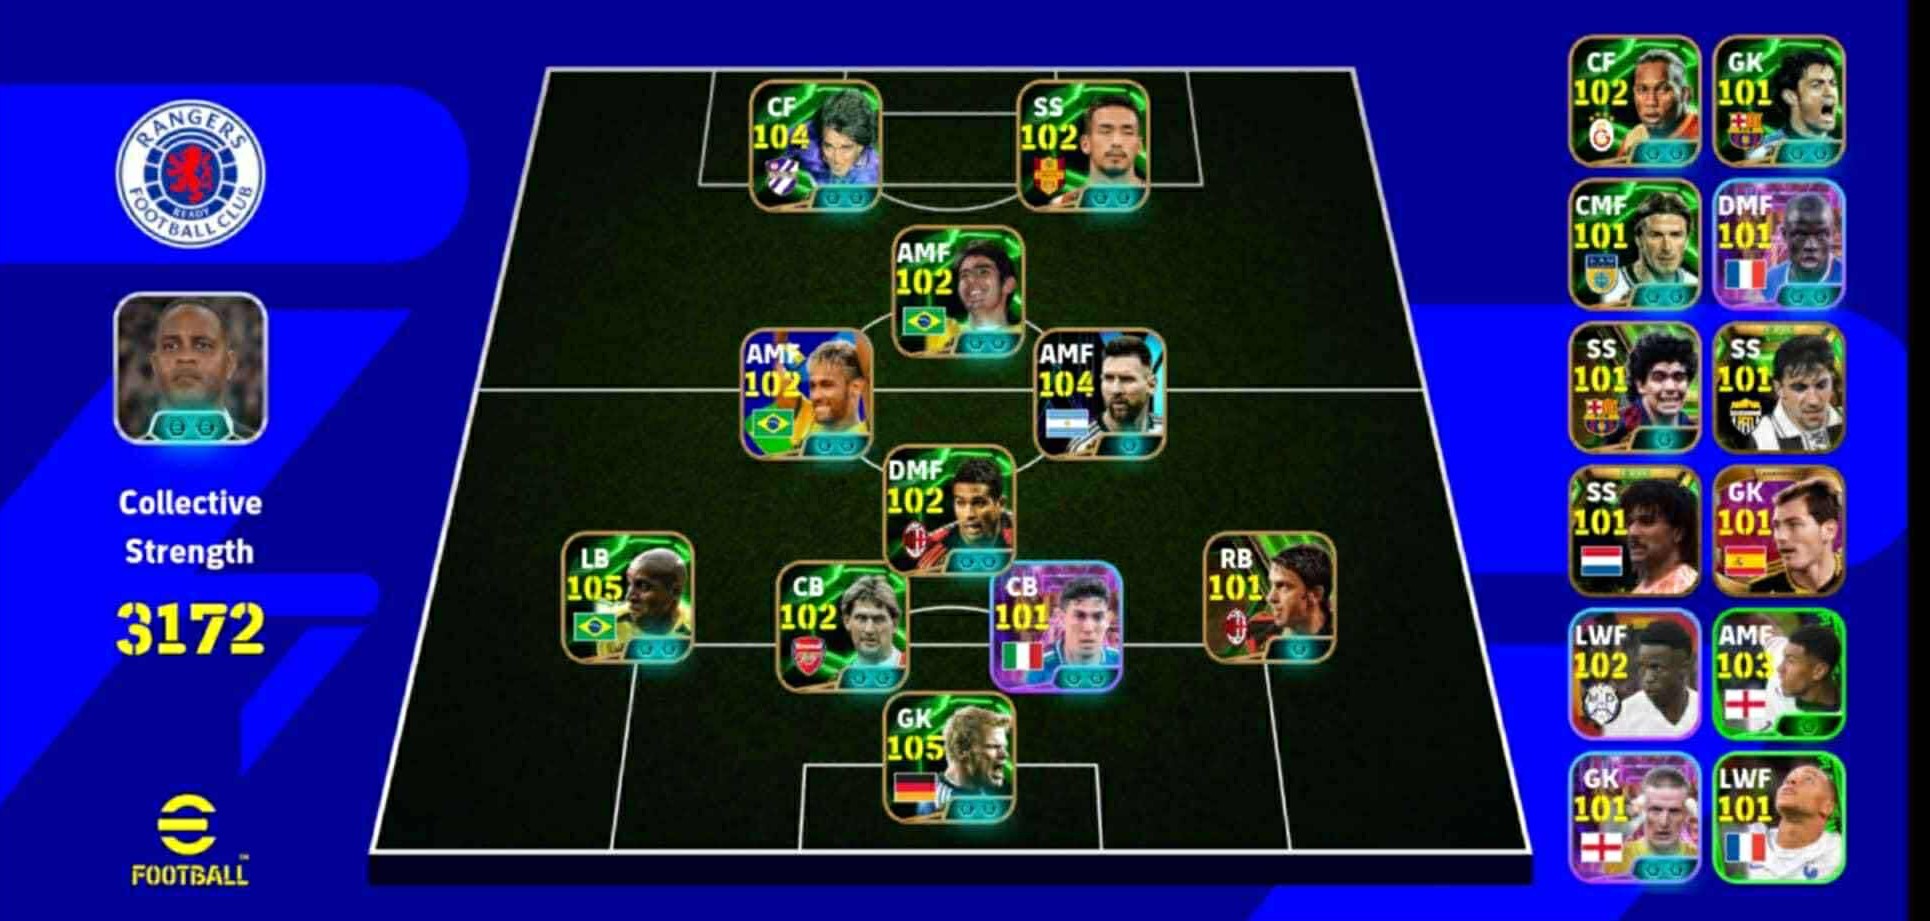 RANGERS
READY
FOOTBALL CLUB
Collective
Strength
3172
FOOTBALL
CF
104
SS
102
AMF
102
AMF
102
AMF
104
DMF
102
LB
105
CB
102
CB
101
RB
101
GK
105
CF
102
GK
101
CMF
101
DMF
101
SS
101
SS
101
SS
101
GK
101
LWF
102
AMF
103
GK
101
LWF
101